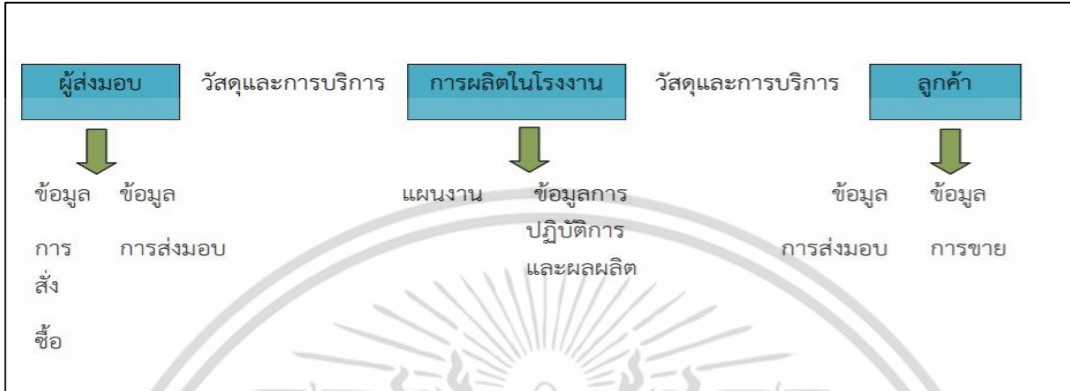 ผู้ส่งมอบ วัสดุและการบริการ การผลิตในโรงงาน วัสดุและการบริการ ลูกค้า
ข้อมูล ข้อมูล แผนงาน ข้อมูลการ ข้อมูล ข้อมูล
ปฏิบัติการ
การ การส่งมอบ การส่งมอบ การขาย
และผลผลิต
สั่ง
ซื้อ